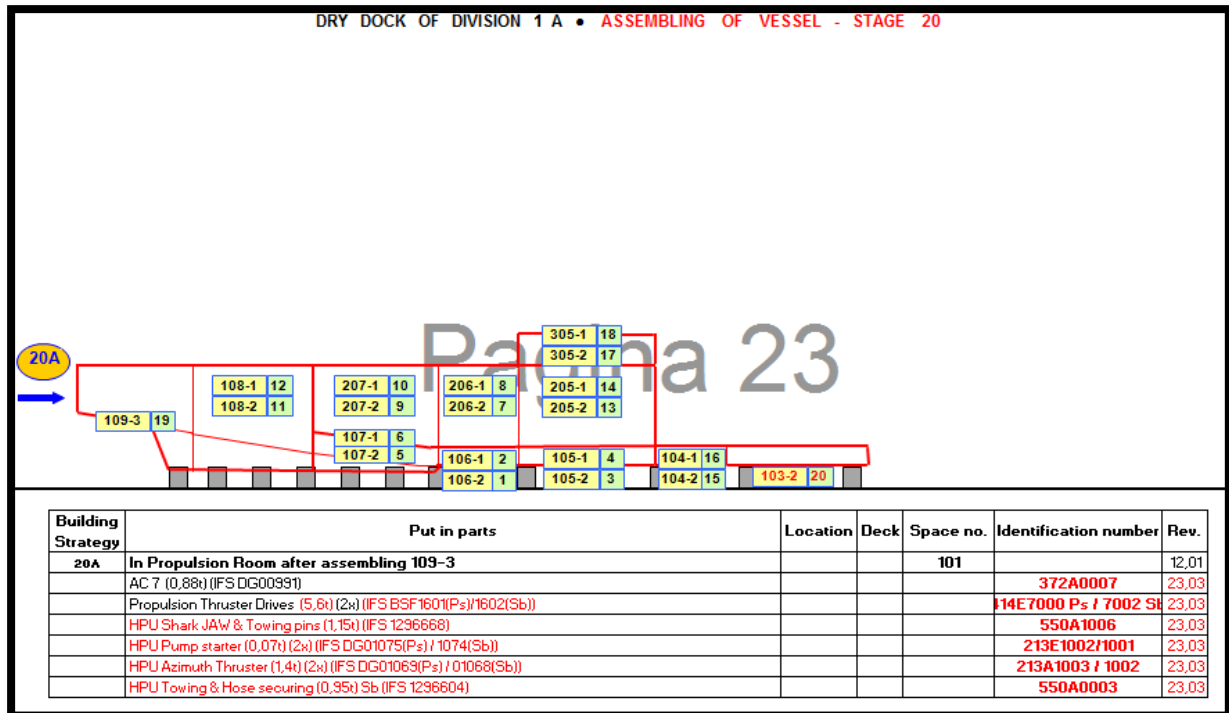 DRY DOCK OF DIVISION 1 A • ASSEMBLING OF VESSEL - STAGE 20
Pagina 23
305-1 18
305-2 17
20A
108-1 12
108-2 11
207-1 10
207-2 9
206-1 8
206-2 7
205-1 14
205-2 13
109-3 19
107-1 6
107-2 5
106-1 2
106-2 1
105-1 4
105-2 3
104-1 16
104-2 15
103-2 20
Building Strategy Put in parts Location Deck Space no. Identification number Rev.
20A In Propulsion Room after assembling 109-3 101 12,01
AC 7 (0,88t) (IFS DG00991) 372A0007 23,03
Propulsion Thruster Drives (5,6t) (2x) (IFS BSF1601(Ps)/1602(Sb)) 414E7000 Ps / 7002 Sb 23,03
HPU Shark JAW & Towing pins (1,15t) (IFS 1296668) 550A1006 23,03
HPU Pump starter (0,07t) (2x) (IFS DG01075(Ps) / 1074(Sb)) 213E1002/1001 23,03
HPU Azimuth Thruster (1,4t) (2x) (IFS DG01069(Ps) / 01068(Sb)) 213A1003 / 1002 23,03
HPU Towing & Hose securing (0,95t) Sb (IFS 1296604) 550A0003 23,03